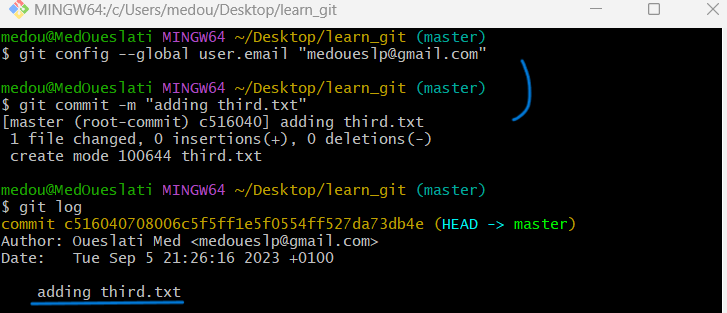 MINGW64:/c/Users/medou/Desktop/learn_git
medou@MedOueslati MINGW64 ~/Desktop/learn_git (master)
$ git config --global user.email "medoueslp@gmail.com"
medou@MedOueslati MINGW64 ~/Desktop/learn_git (master)
$ git commit -m "adding third.txt"
[master (root-commit) c516040] adding third.txt
 1 file changed, 0 insertions(+), 0 deletions(-)
 create mode 100644 third.txt
medou@MedOueslati MINGW64 ~/Desktop/learn_git (master)
$ git log
commit c516040708006c5f5ff1e5f0554ff527da73db4e (HEAD -> master)
Author: Oueslati Med <medoueslp@gmail.com>
Date:   Tue Sep 5 21:26:16 2023 +0100
    adding third.txt